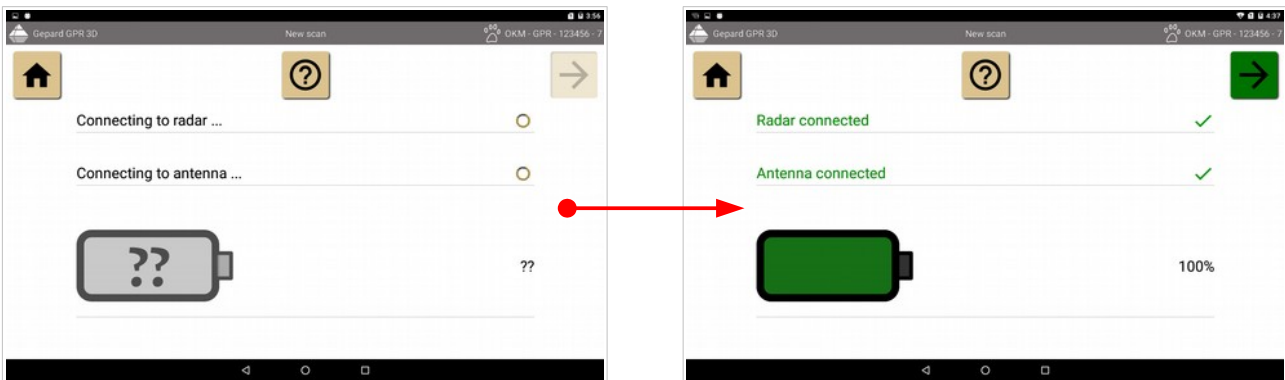 3:56
Gepard GPR 3D New scan OKM - GPR - 123456 - 7
Connecting to radar ...
Connecting to antenna ...
??
??
4:37
Gepard GPR 3D New scan OKM - GPR - 123456 - 7
Radar connected
Antenna connected
100%